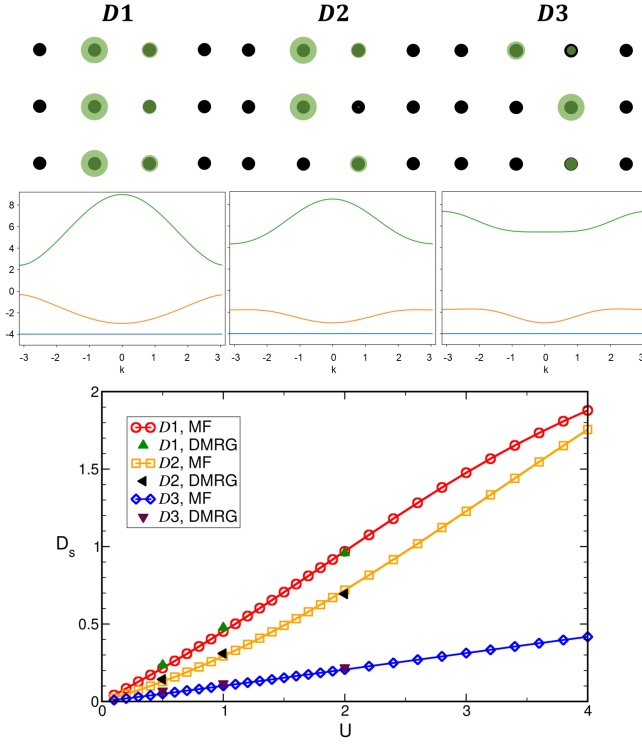 D1 D2 D3
8
6
4
2
0
-2
-4
-3 -2 -1 0 1 2 3
-3 -2 -1 0 1 2 3
-3 -2 -1 0 1 2 3
k k k
2
1.5
1
0.5
0
D1, MF
D1, DMRG
D2, MF
D2, DMRG
D3, MF
D3, DMRG
Ds
0 1 2 3 4
U